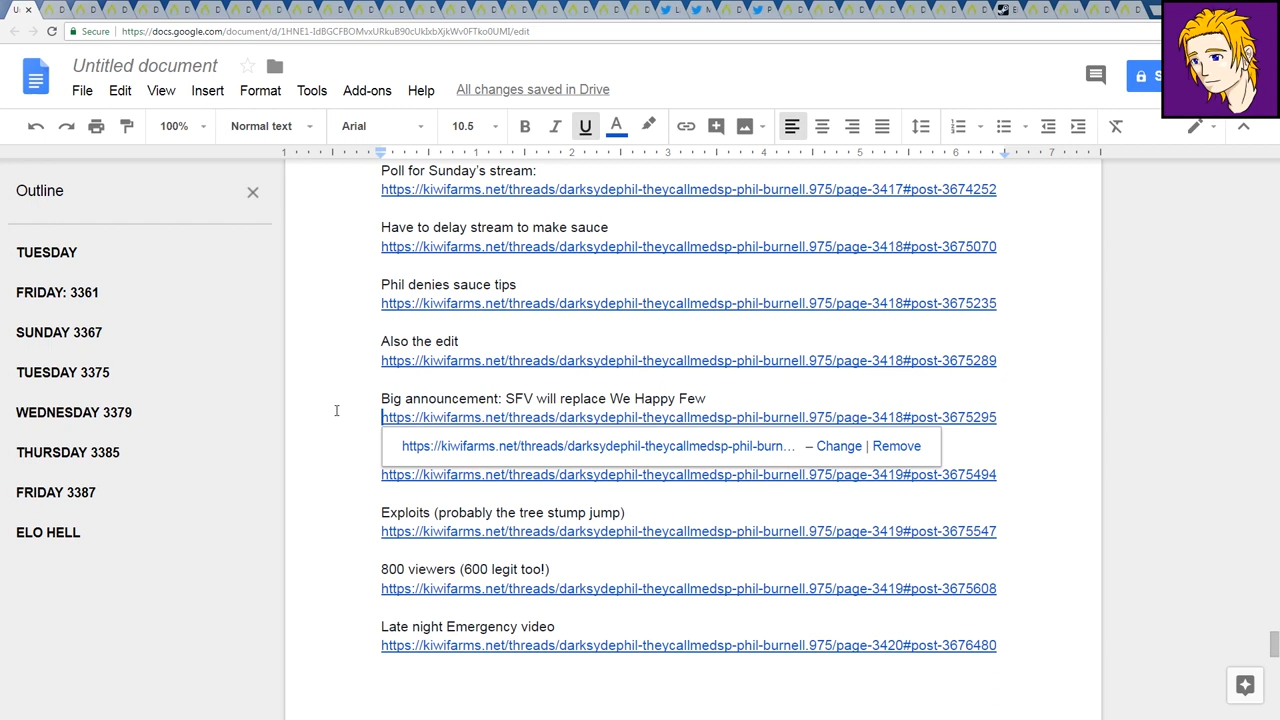 Secure
https://docs.google.com/document/d/1HNE1-IdBGCFBOMvxURkuB90cUkIxbXjkWv0FTko0UMI/edit
Untitled document
File Edit View Insert Format Tools Add-ons Help All changes saved in Drive
100% Normal text Arial 10.5 B I U A
1 1 2 3 4 5 6 7
Outline
TUESDAY
FRIDAY: 3361
SUNDAY 3367
TUESDAY 3375
WEDNESDAY 3379
THURSDAY 3385
FRIDAY 3387
ELO HELL
Poll for Sunday's stream:
https://kiwifarms.net/threads/darksydephil-theycallmedsp-phil-burnell.975/page-3417#post-3674252
Have to delay stream to make sauce
https://kiwifarms.net/threads/darksydephil-theycallmedsp-phil-burnell.975/page-3418#post-3675070
Phil denies sauce tips
https://kiwifarms.net/threads/darksydephil-theycallmedsp-phil-burnell.975/page-3418#post-3675235
Also the edit
https://kiwifarms.net/threads/darksydephil-theycallmedsp-phil-burnell.975/page-3418#post-3675289
Big announcement: SFV will replace We Happy Few
https://kiwifarms.net/threads/darksydephil-theycallmedsp-phil-burnell.975/page-3418#post-3675295
https://kiwifarms.net/threads/darksydephil-theycallmedsp-phil-burn… – Change | Remove
https://kiwifarms.net/threads/darksydephil-theycallmedsp-phil-burnell.975/page-3419#post-3675494
Exploits (probably the tree stump jump)
https://kiwifarms.net/threads/darksydephil-theycallmedsp-phil-burnell.975/page-3419#post-3675547
800 viewers (600 legit too!)
https://kiwifarms.net/threads/darksydephil-theycallmedsp-phil-burnell.975/page-3419#post-3675608
Late night Emergency video
https://kiwifarms.net/threads/darksydephil-theycallmedsp-phil-burnell.975/page-3420#post-3676480